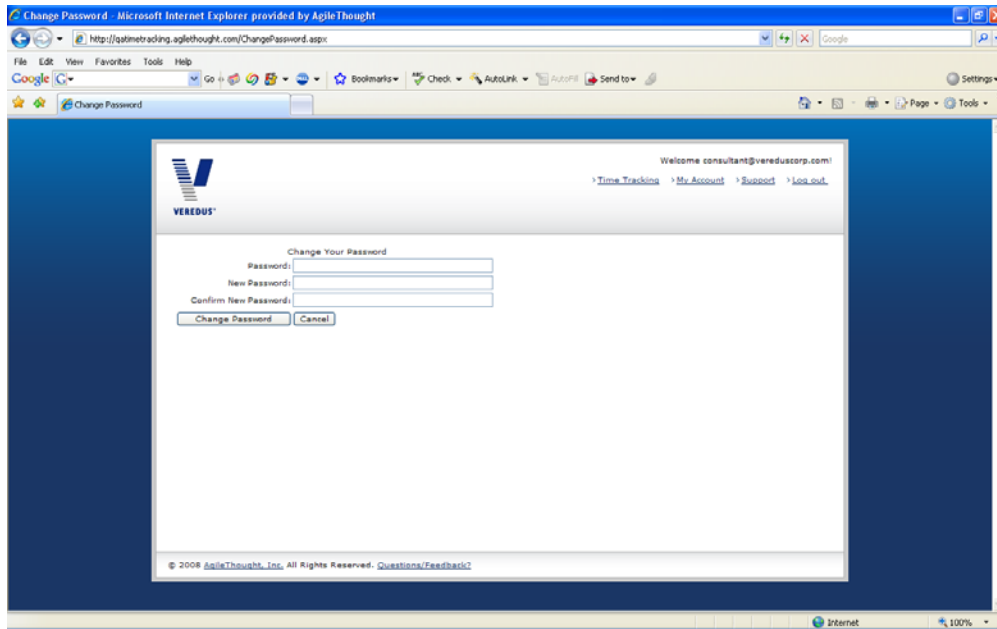 Change Password - Microsoft Internet Explorer provided by AgileThought
http://qatimetracking.agilethought.com/ChangePassword.aspx
Google
File Edit View Favorites Tools Help
Google G Go Bookmarks Check AutoLink AutoFill Send to Settings
Change Password Page Tools
Welcome consultant@vereduscorp.com!
Time Tracking My Account Support Log out
VEREDUS
Change Your Password
Password:
New Password:
Confirm New Password:
Change Password Cancel
© 2008 AgileThought, Inc. All Rights Reserved. Questions/Feedback?
Internet 100%